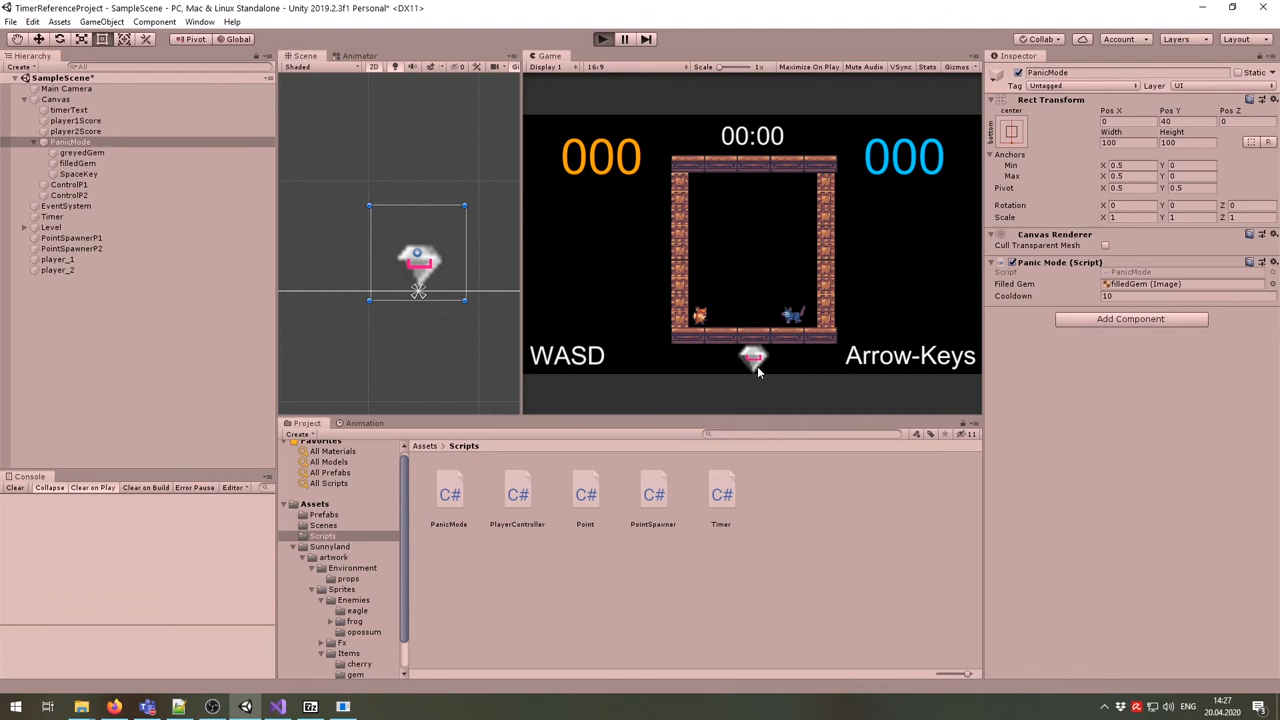 TimerReferenceProject - SampleScene - PC, Mac & Linux Standalone - Unity 2019.2.3f1 Personal* <DX11>
File Edit Assets GameObject Component Window Help
Pivot Global Collab Account Layers Layout
Hierarchy
Create All
SampleScene*
Main Camera
Canvas
timerText
player1Score
player2Score
PanicMode
greyedGem
filledGem
SpaceKey
ControlP1
ControlP2
EventSystem
Timer
Level
PointSpawnerP1
PointSpawnerP2
player_1
player_2
Console
Clear Collapse Clear on Play Clear on Build Error Pause Editor
Scene Animator
Shaded 2D 0 Gi
Game
Display 1 16:9 Scale 1x Maximize On Play Mute Audio VSync Stats Gizmos
000 00:00 000
WASD Arrow-Keys
Project Animation
Create 11
Favorites
All Materials
All Models
All Prefabs
All Scripts
Assets
Prefabs
Scenes
Scripts
Sunnyland
artwork
Environment
props
Sprites
Enemies
eagle
frog
opossum
Fx
Items
cherry
gem
Assets > Scripts
C# C# C# C# C#
PanicMode PlayerController Point PointSpawner Timer
Inspector
PanicMode Static
Tag Untagged Layer UI
Rect Transform
center Pos X Pos Y Pos Z
bottom 0 40 0
Width Height
100 100 R
Anchors
Min X 0.5 Y 0
Max X 0.5 Y 0
Pivot X 0.5 Y 0.5
Rotation X 0 Y 0 Z 0
Scale X 1 Y 1 Z 1
Canvas Renderer
Cull Transparent Mesh
Panic Mode (Script)
Script PanicMode
Filled Gem filledGem (Image)
Cooldown 10
Add Component
14:27
20.04.2020